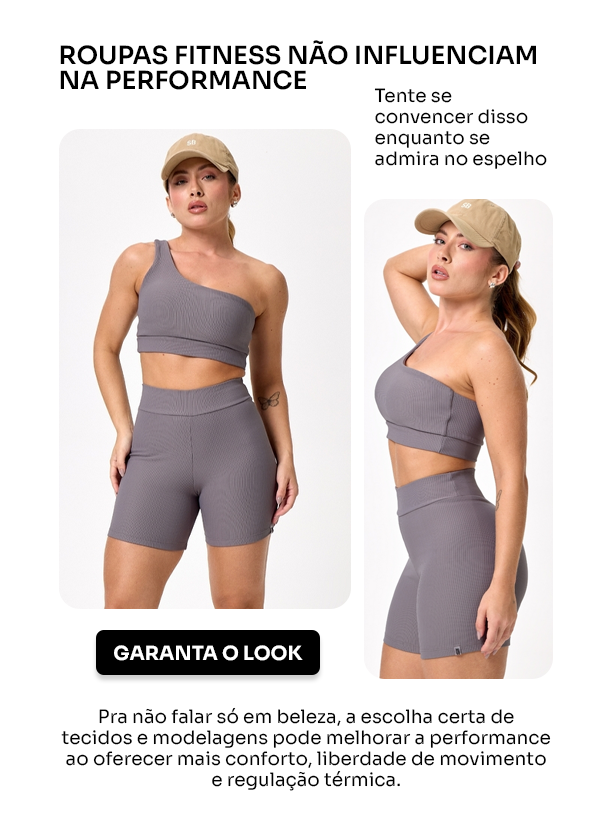 ROUPAS FITNESS NÃO INFLUENCIAM
NA PERFORMANCE
Tente se
convencer disso
enquanto se
admira no espelho
GARANTA O LOOK
Pra não falar só em beleza, a escolha certa de
tecidos e modelagens pode melhorar a performance
ao oferecer mais conforto, liberdade de movimento
e regulação térmica.